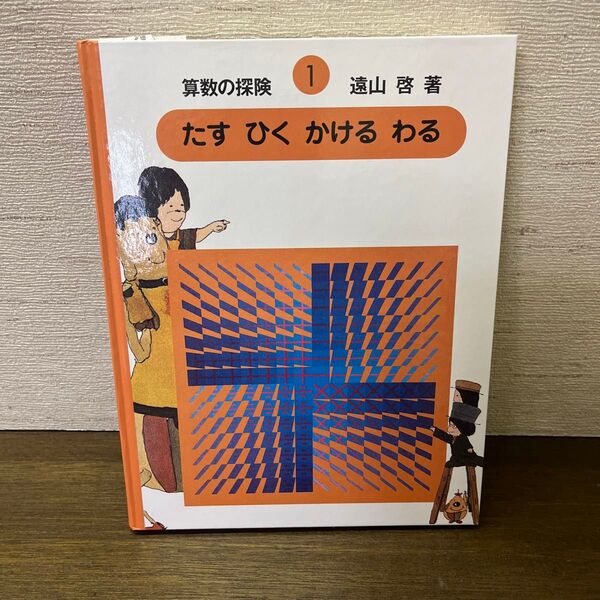 算数の探険 1 遠山 啓 著
たす ひく かける わる